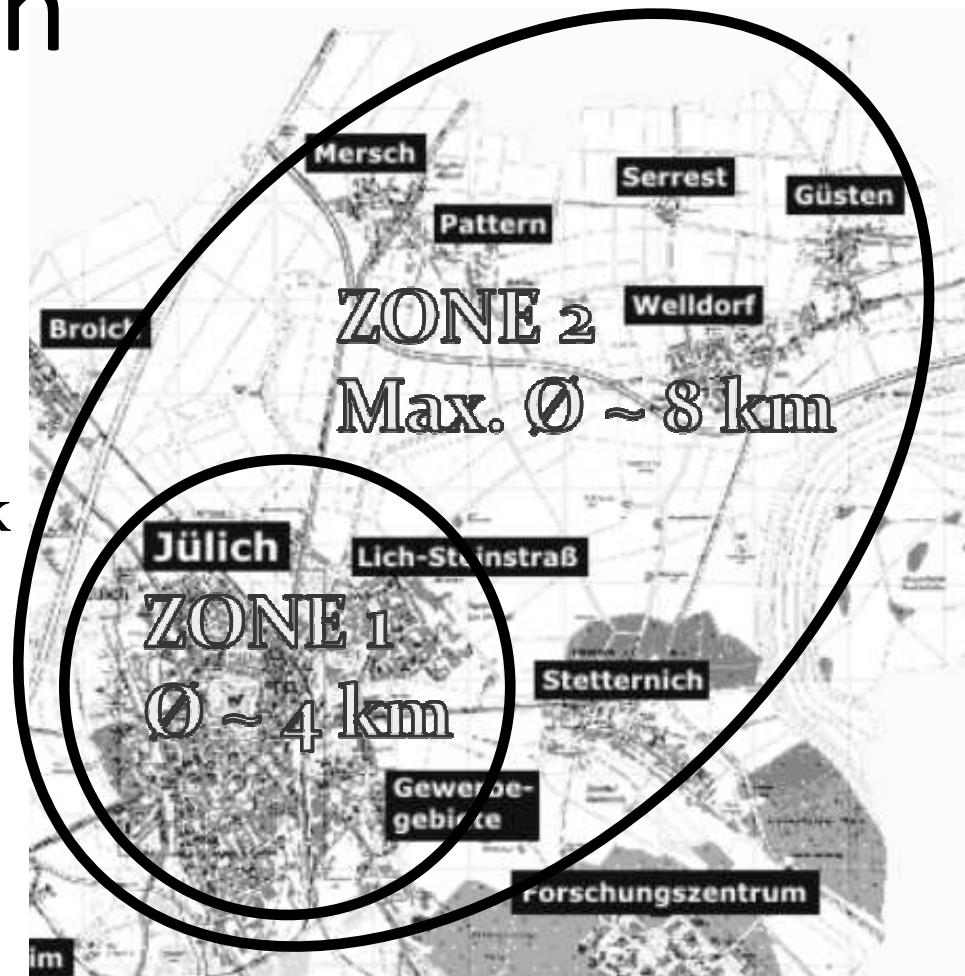 n
Mersch
Serrest
Güsten
Pattern
Broich
ZONE 2
Welldorf
Max. Ø ~ 8 km
k
Jülich
Lich-Steinstraß
ZONE 1
Stetternich
Ø ~ 4 km
Gewerbe-
gebiete
Forschungszentrum
im